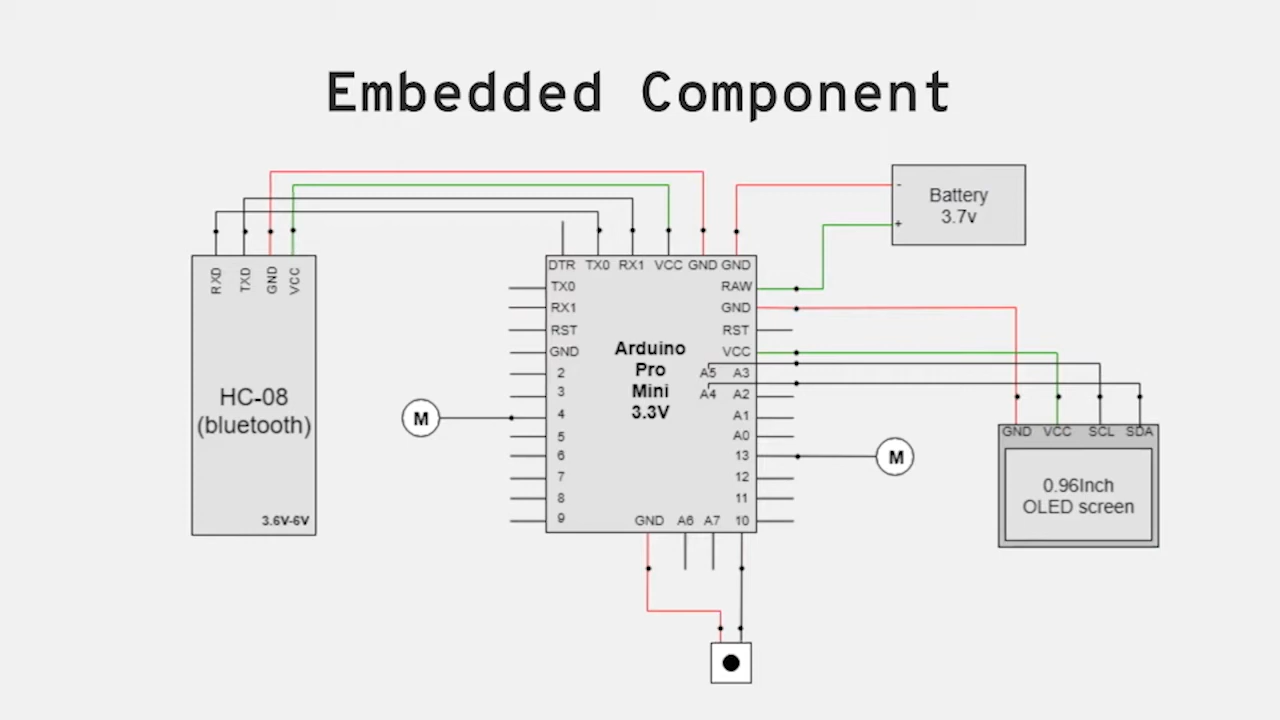 Embedded Component
Battery
3.7v
-
+
RXD TXD GND VCC
HC-08
(bluetooth)
3.6V-6V
DTR TX0 RX1 VCC GND GND
TX0
RX1
RST
GND
2
3
4
5
6
7
8
9
Arduino
Pro
Mini
3.3V
RAW
GND
RST
VCC
A5 A3
A4 A2
A1
A0
13
12
11
GND A6 A7 10
M
M
GND VCC SCL SDA
0.96Inch
OLED screen